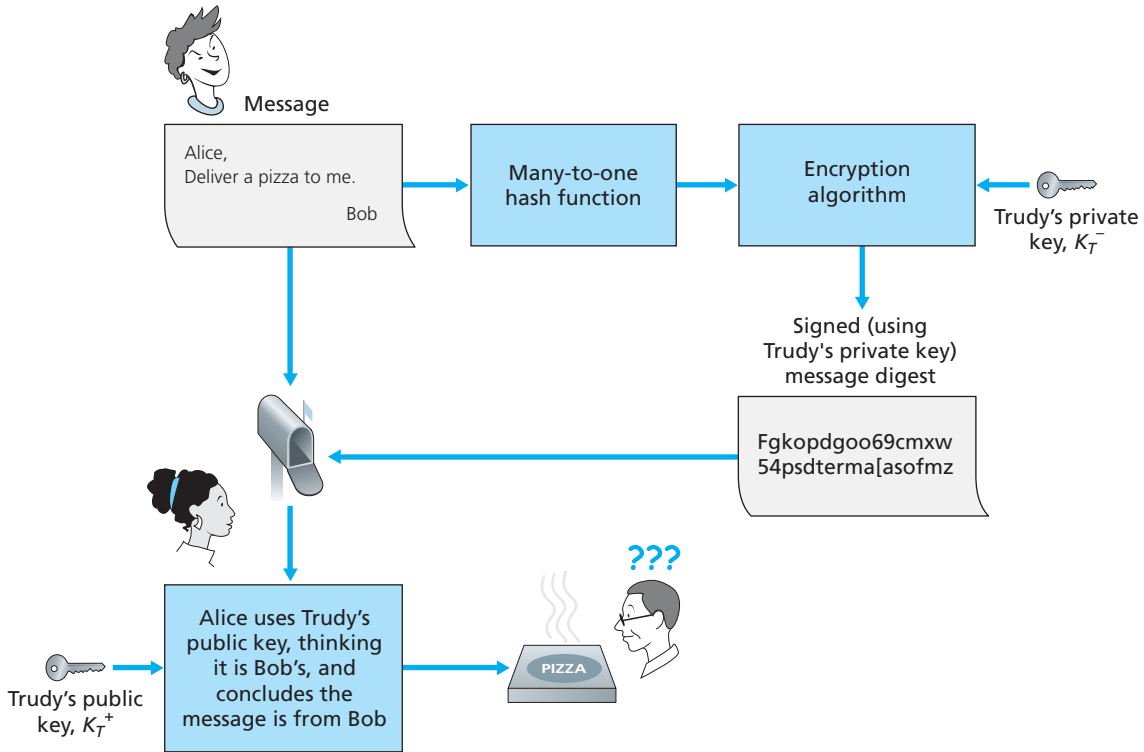 Message
Alice,
Deliver a pizza to me.
Bob
Many-to-one
hash function
Encryption
algorithm
Trudy’s private
key, K_T^−
Signed (using
Trudy's private key)
message digest
Fgkopdgoo69cmxw
54psdterma[asofmz
???
Alice uses Trudy’s
public key, thinking
it is Bob’s, and
concludes the
message is from Bob
PIZZA
Trudy’s public
key, K_T^+